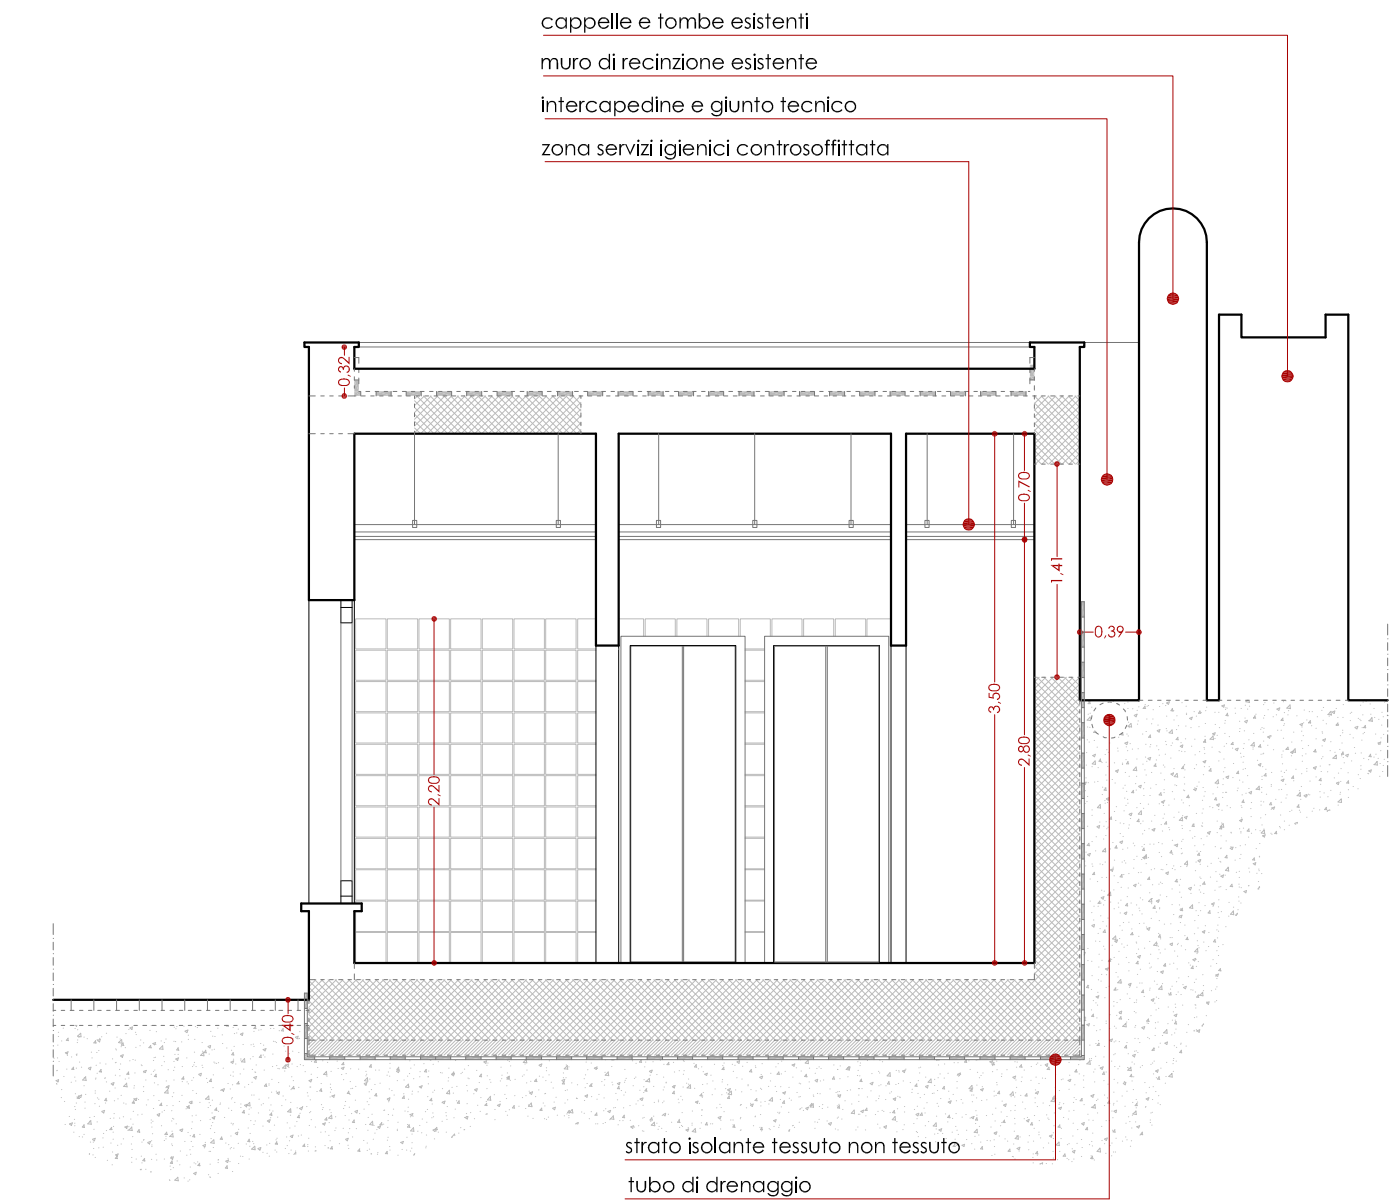 cappelle e tombe esistenti
muro di recinzione esistente
intercapedine e giunto tecnico
zona servizi igienici controsoffittata
0,32
0,70
1,41
0,39
3,50
2,80
2,20
0,40
strato isolante tessuto non tessuto
tubo di drenaggio